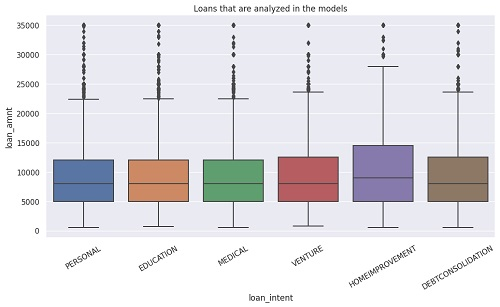 Loans that are analyzed in the models
35000
30000
25000
20000
15000
10000
5000
0
loan_amnt
PERSONAL
EDUCATION
MEDICAL
VENTURE
HOMEIMPROVEMENT
DEBTCONSOLIDATION
loan_intent